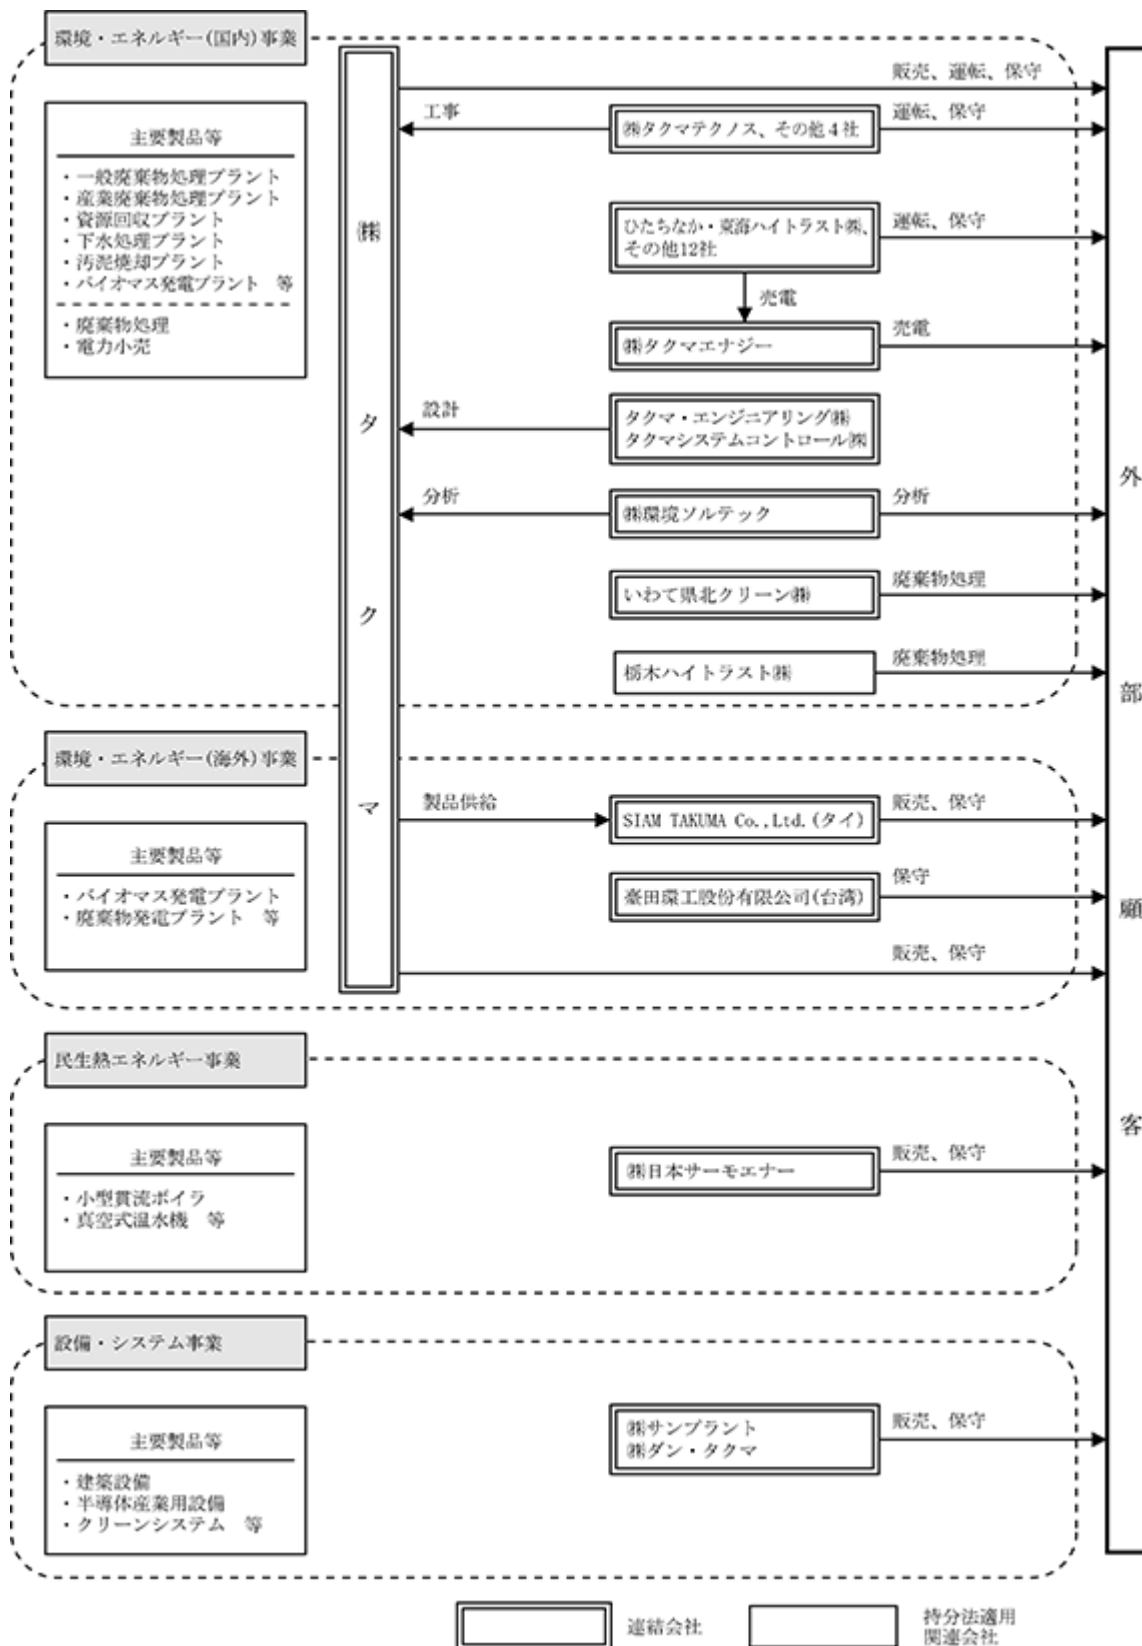 環境・エネルギー(国内)事業
主要製品等
・一般廃棄物処理プラント
・産業廃棄物処理プラント
・資源回収プラント
・下水処理プラント
・汚泥焼却プラント
・バイオマス発電プラント 等
・廃棄物処理
・電力小売
㈱タクマ
販売、運転、保守
工事
㈱タクマテクノス、その他4社
運転、保守
ひたちなか・東海ハイトラスト㈱、
その他12社
運転、保守
売電
㈱タクマエナジー
売電
設計
タクマ・エンジニアリング㈱
タクマシステムコントロール㈱
分析
㈱環境ソルテック
分析
いわて県北クリーン㈱
廃棄物処理
栃木ハイトラスト㈱
廃棄物処理
外部顧客
環境・エネルギー(海外)事業
主要製品等
・バイオマス発電プラント
・廃棄物発電プラント 等
製品供給
SIAM TAKUMA Co.,Ltd.(タイ)
販売、保守
臺田環工股份有限公司(台湾)
保守
販売、保守
民生熱エネルギー事業
主要製品等
・小型貫流ボイラ
・真空式温水機 等
㈱日本サーモエナー
販売、保守
設備・システム事業
主要製品等
・建築設備
・半導体産業用設備
・クリーンシステム 等
㈱サンプラント
㈱ダン・タクマ
販売、保守
連結会社
持分法適用
関連会社